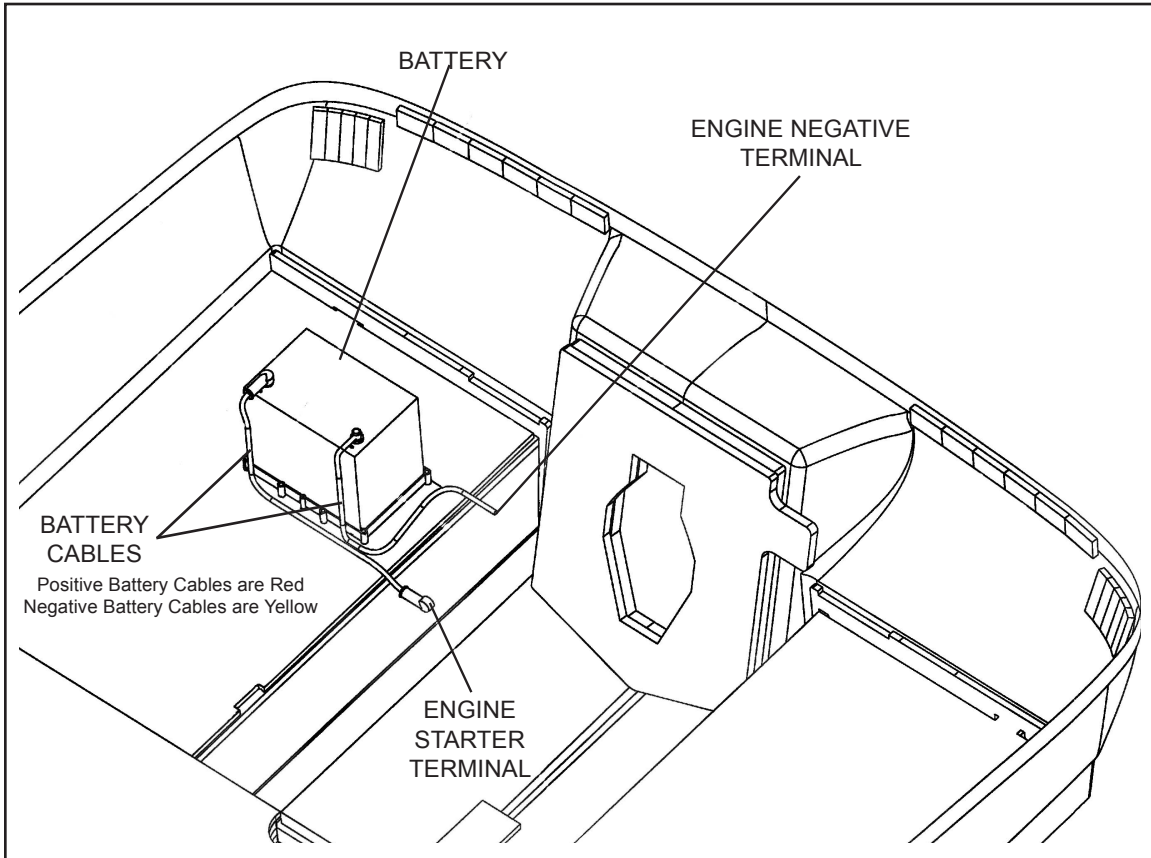 BATTERY
ENGINE NEGATIVE
TERMINAL
BATTERY
CABLES
Positive Battery Cables are Red
Negative Battery Cables are Yellow
ENGINE
STARTER
TERMINAL